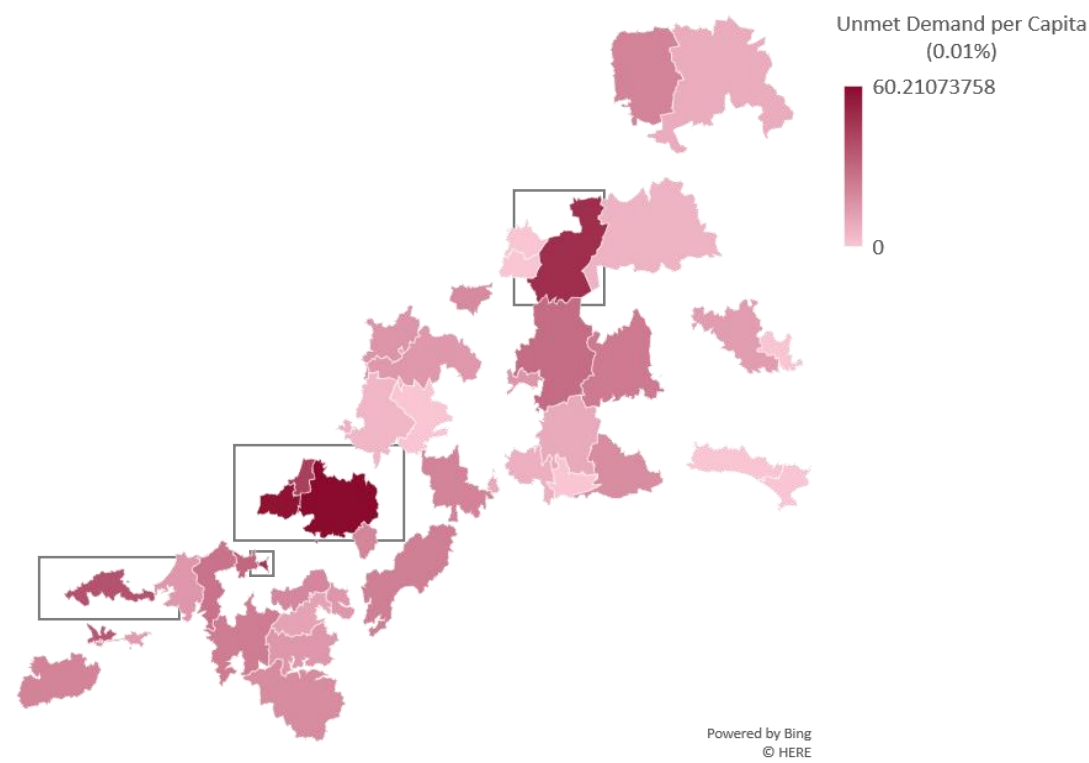 Unmet Demand per Capita
(0.01%)
60.21073758
0
Powered by Bing
© HERE